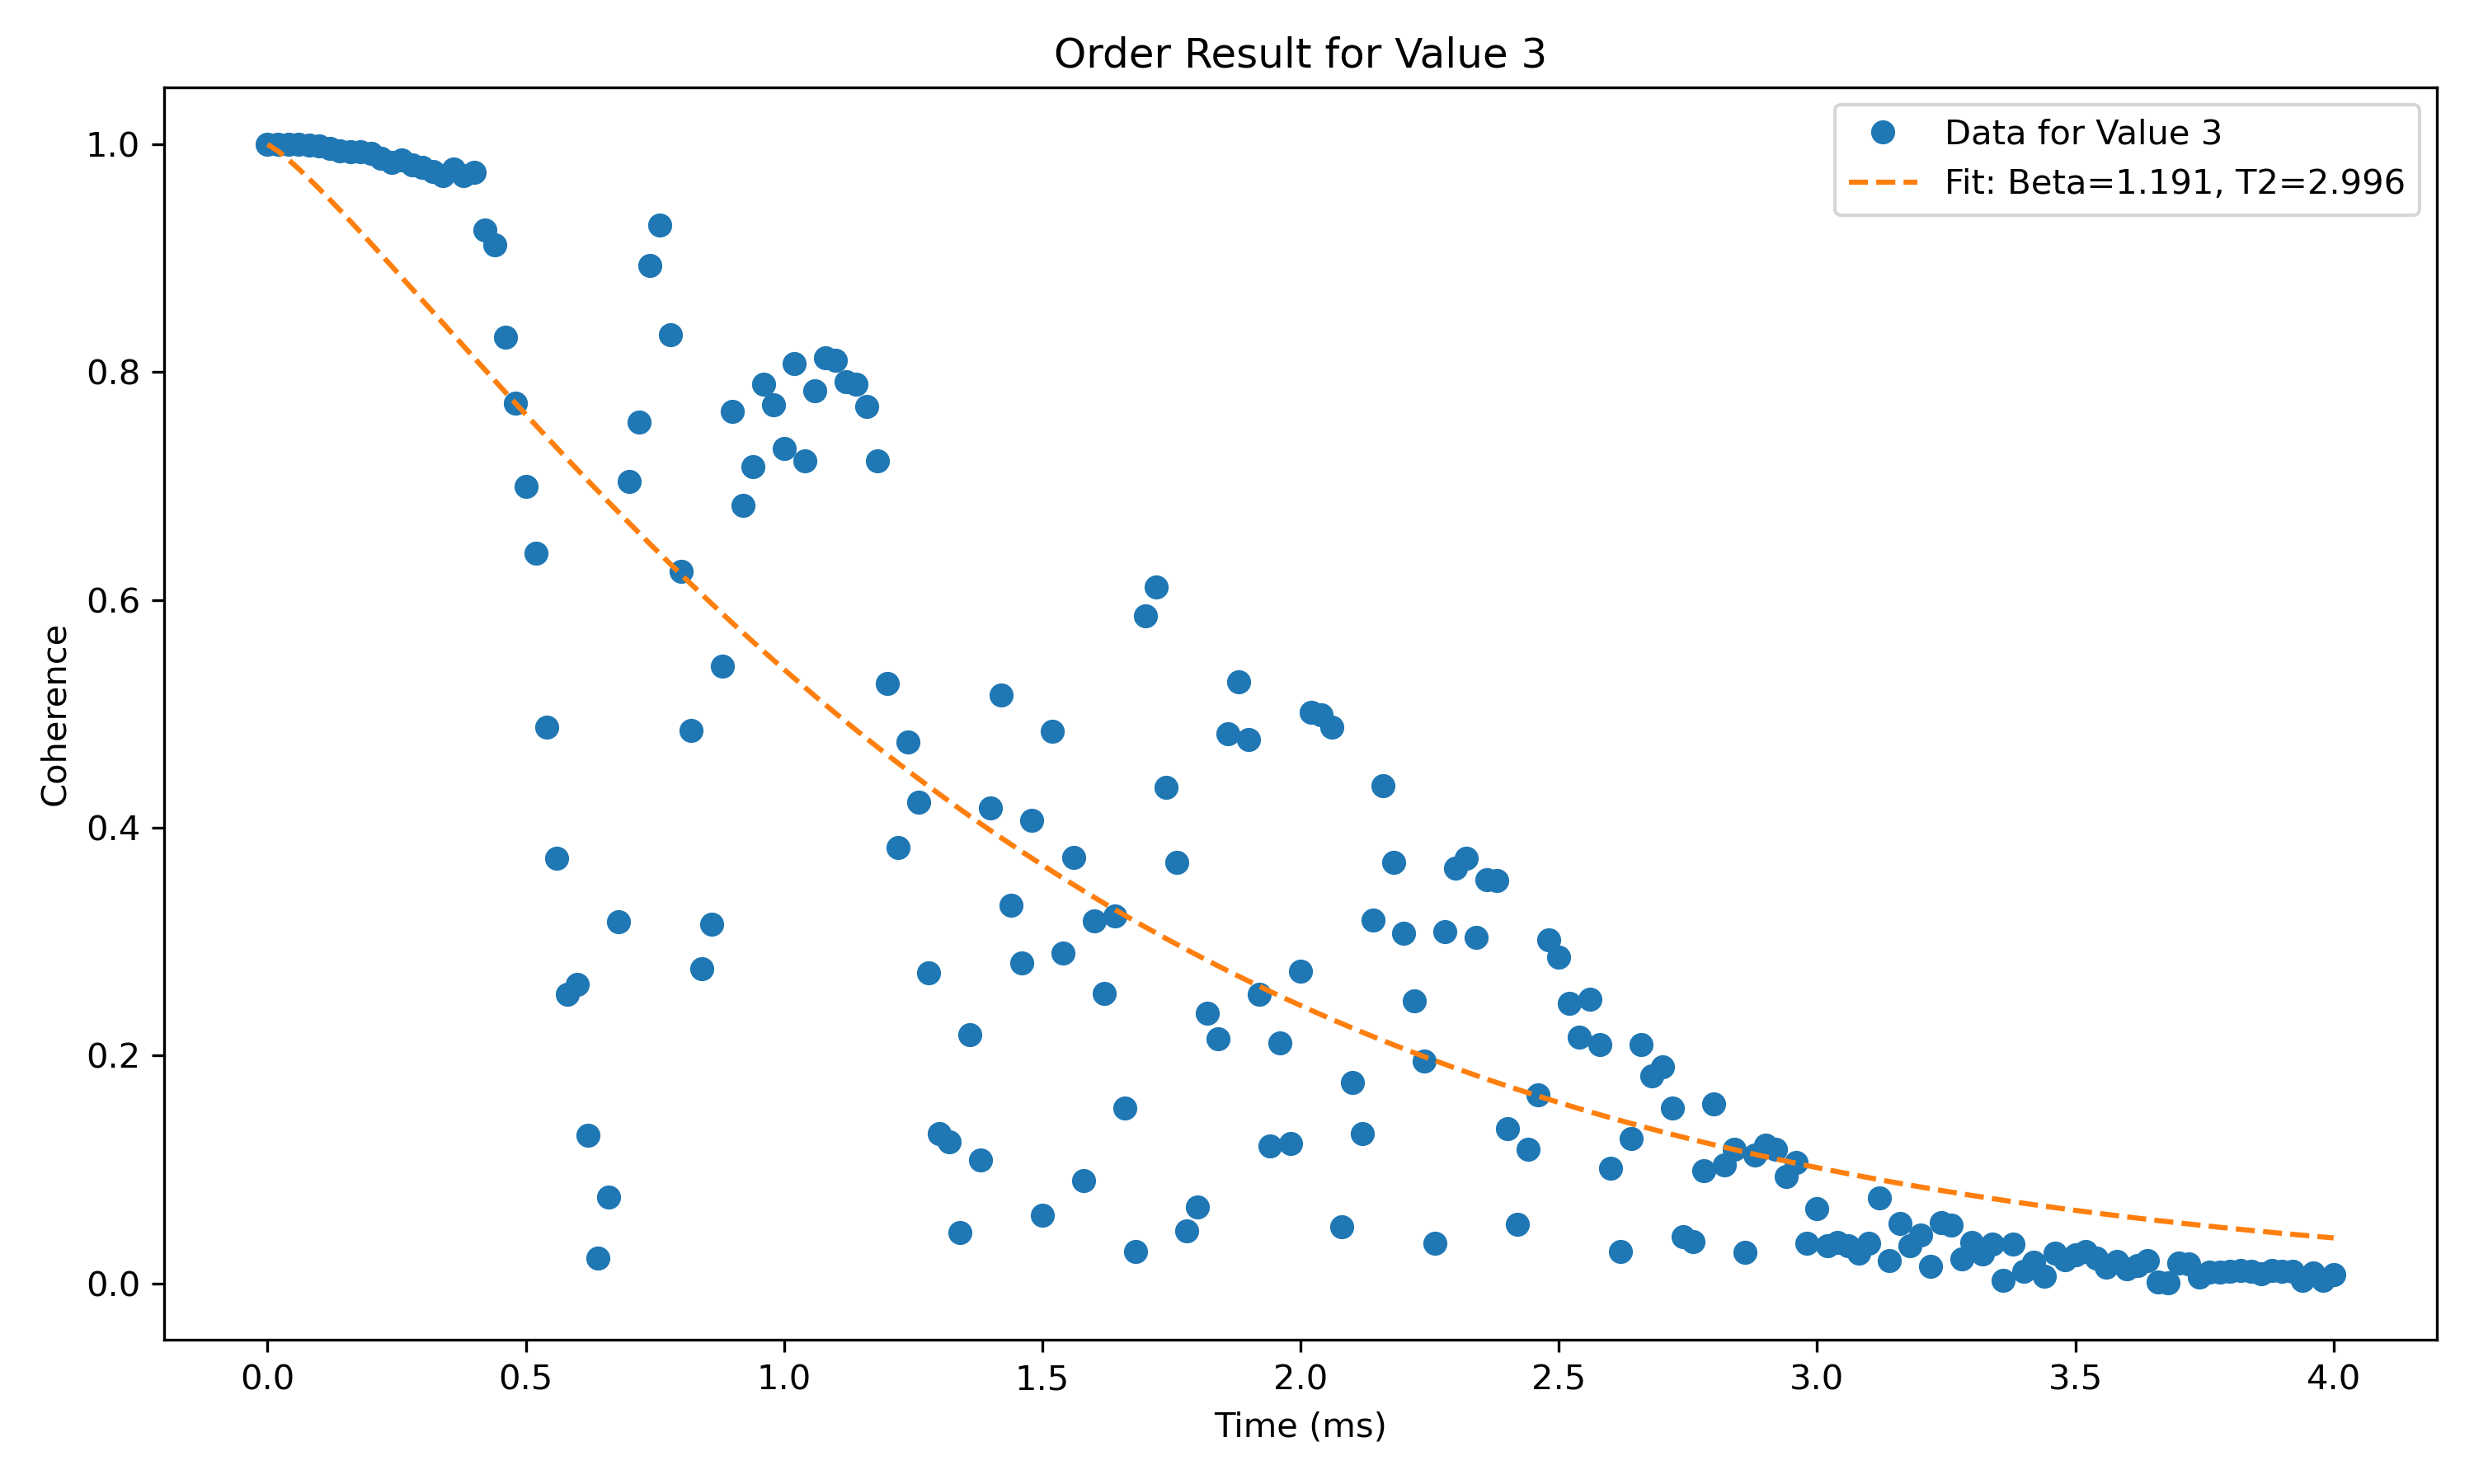 Order Result for Value 3
Data for Value 3
Fit: Beta=1.191, T2=2.996
Coherence
1.0
0.8
0.6
0.4
0.2
0.0
0.0 0.5 1.0 1.5 2.0 2.5 3.0 3.5 4.0
Time (ms)